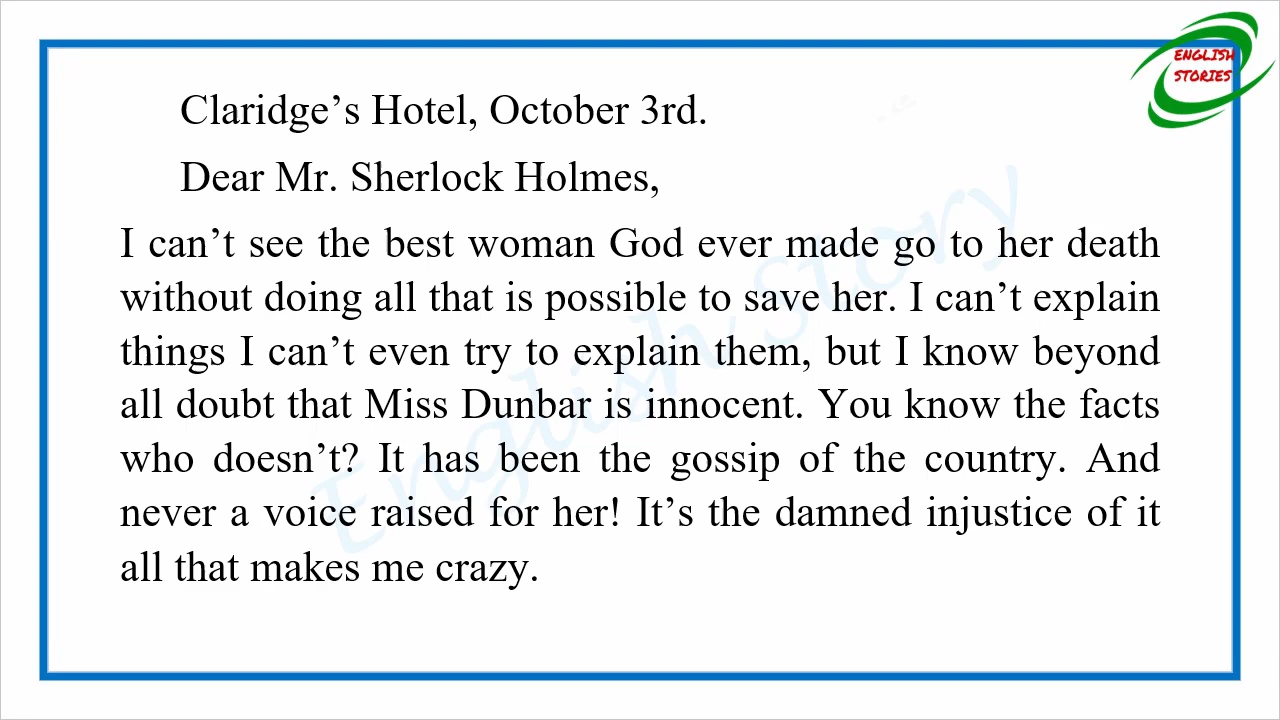 ENGLISH
STORIES
Claridge’s Hotel, October 3rd.
Dear Mr. Sherlock Holmes,
I can’t see the best woman God ever made go to her death
without doing all that is possible to save her. I can’t explain
things I can’t even try to explain them, but I know beyond
all doubt that Miss Dunbar is innocent. You know the facts
who doesn’t? It has been the gossip of the country. And
never a voice raised for her! It’s the damned injustice of it
all that makes me crazy.
English Story